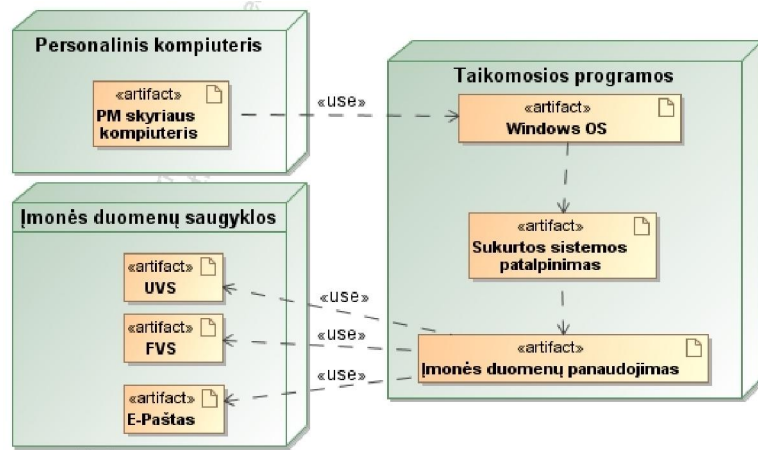 Personalinis kompiuteris
«artifact»
PM skyriaus
kompiuteris
«use»
Taikomosios programos
«artifact»
Windows OS
«artifact»
Sukurtos sistemos
patalpinimas
«artifact»
Įmonės duomenų panaudojimas
Įmonės duomenų saugyklos
«artifact»
UVS
«use»
«artifact»
FVS
«use»
«artifact»
E-Paštas
«use»